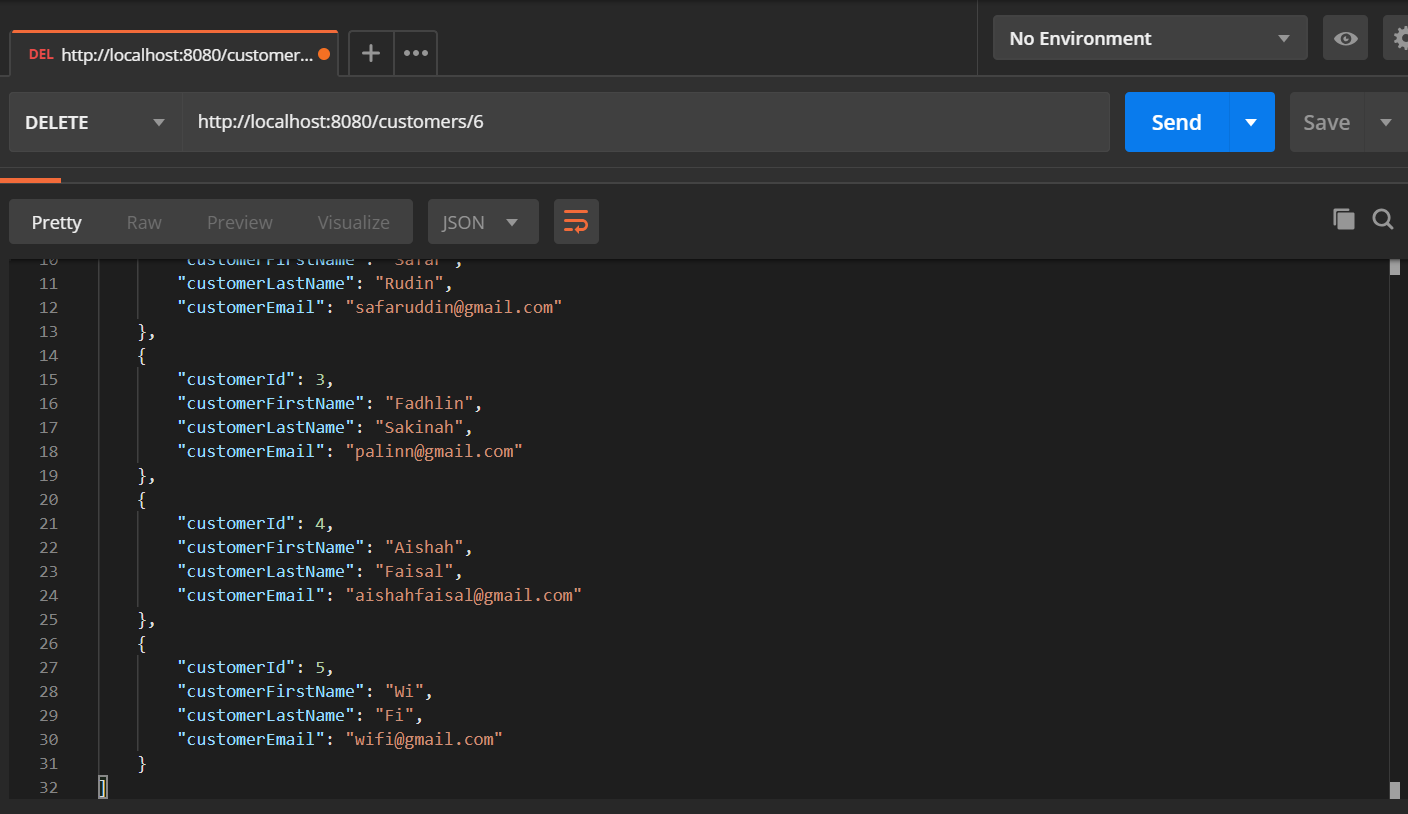 DEL http://localhost:8080/customer...
No Environment
DELETE http://localhost:8080/customers/6
Send Save
Pretty Raw Preview Visualize JSON
10 "customerFirstName": "Safar",
11 "customerLastName": "Rudin",
12 "customerEmail": "safaruddin@gmail.com"
13 },
14 {
15 "customerId": 3,
16 "customerFirstName": "Fadhlin",
17 "customerLastName": "Sakinah",
18 "customerEmail": "palinn@gmail.com"
19 },
20 {
21 "customerId": 4,
22 "customerFirstName": "Aishah",
23 "customerLastName": "Faisal",
24 "customerEmail": "aishahfaisal@gmail.com"
25 },
26 {
27 "customerId": 5,
28 "customerFirstName": "Wi",
29 "customerLastName": "Fi",
30 "customerEmail": "wifi@gmail.com"
31 }
32 ]